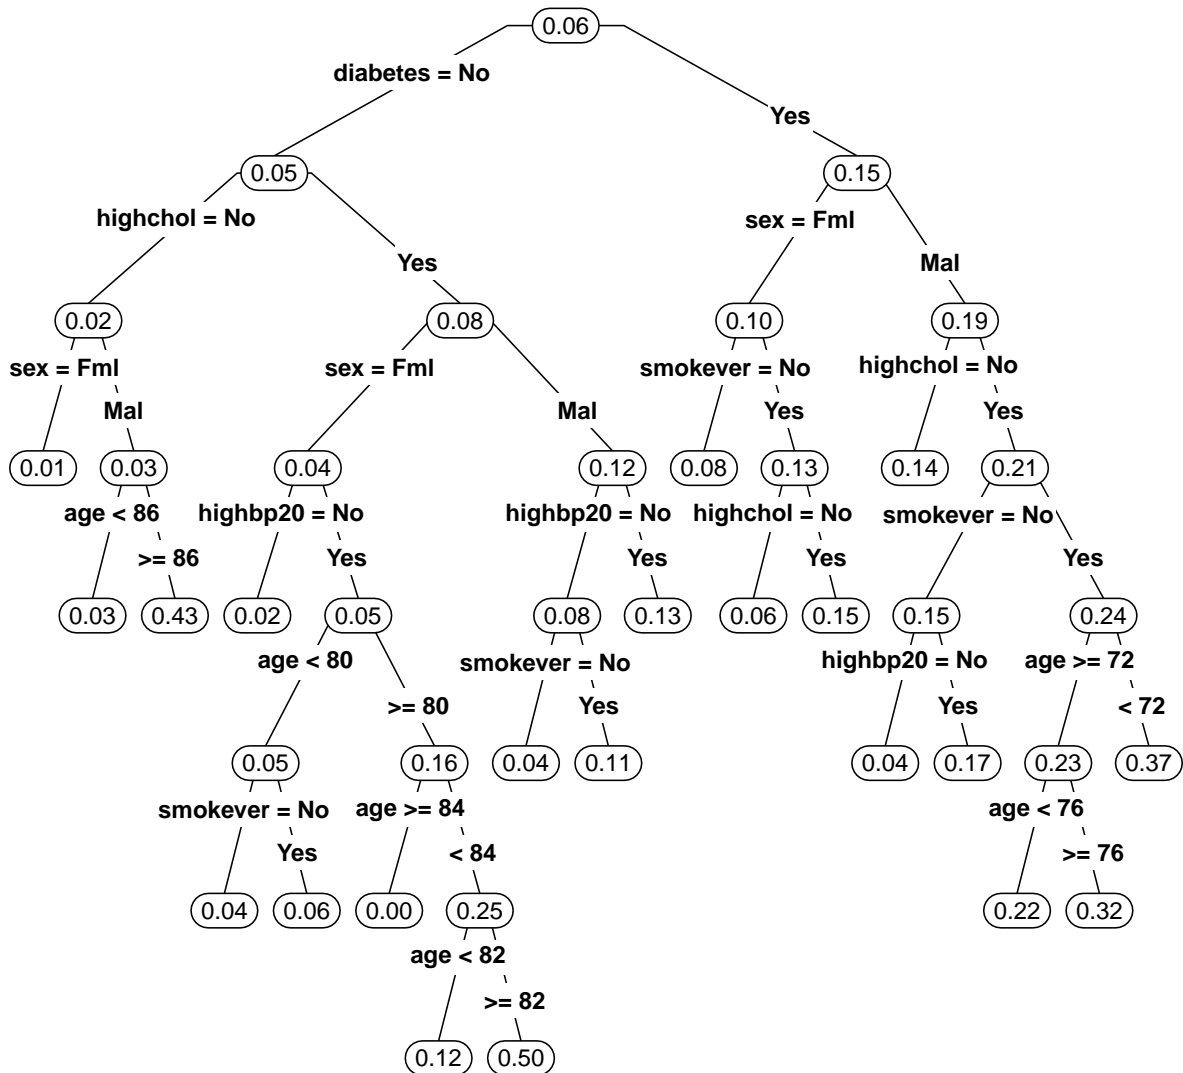 0.06
diabetes = No
Yes
0.05
0.15
highchol = No
sex = Fml
Yes
Mal
0.02
0.08
0.10
0.19
sex = Fml
sex = Fml
smokever = No
highchol = No
Mal
Mal
Yes
Yes
0.01
0.03
0.04
0.12
0.08
0.13
0.14
0.21
age < 86
highbp20 = No
highbp20 = No
highchol = No
smokever = No
>= 86
Yes
Yes
Yes
Yes
0.03
0.43
0.02
0.05
0.08
0.13
0.06
0.15
0.15
0.24
age < 80
smokever = No
highbp20 = No
age >= 72
>= 80
Yes
Yes
< 72
0.05
0.16
0.04
0.11
0.04
0.17
0.23
0.37
smokever = No
age >= 84
age < 76
Yes
< 84
>= 76
0.04
0.06
0.00
0.25
0.22
0.32
age < 82
>= 82
0.12
0.50